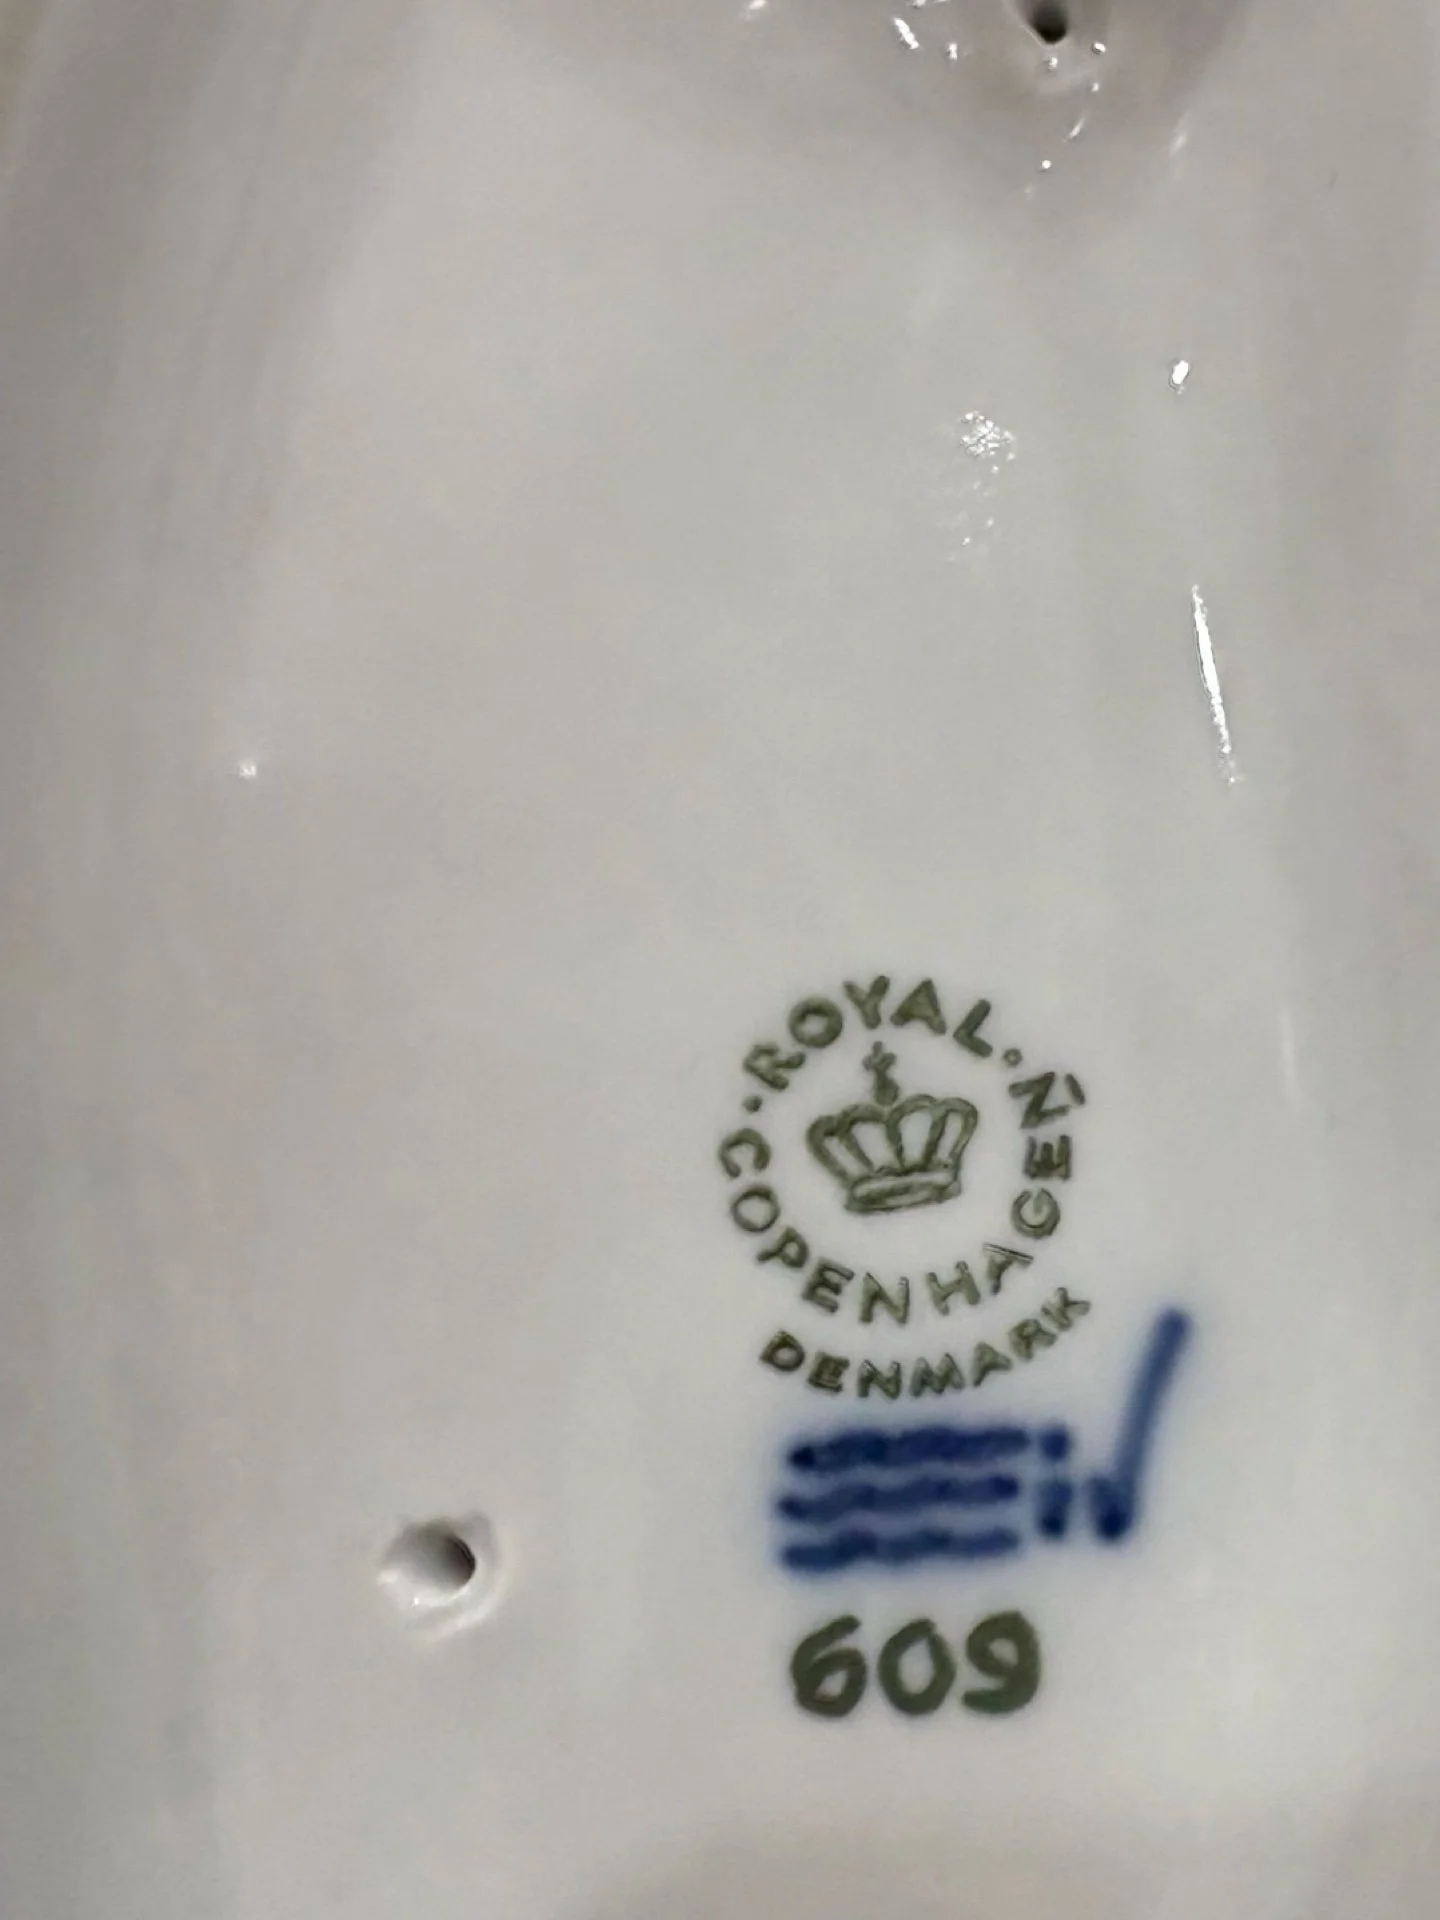 · ROYAL · COPENHAGEN
DENMARK
609